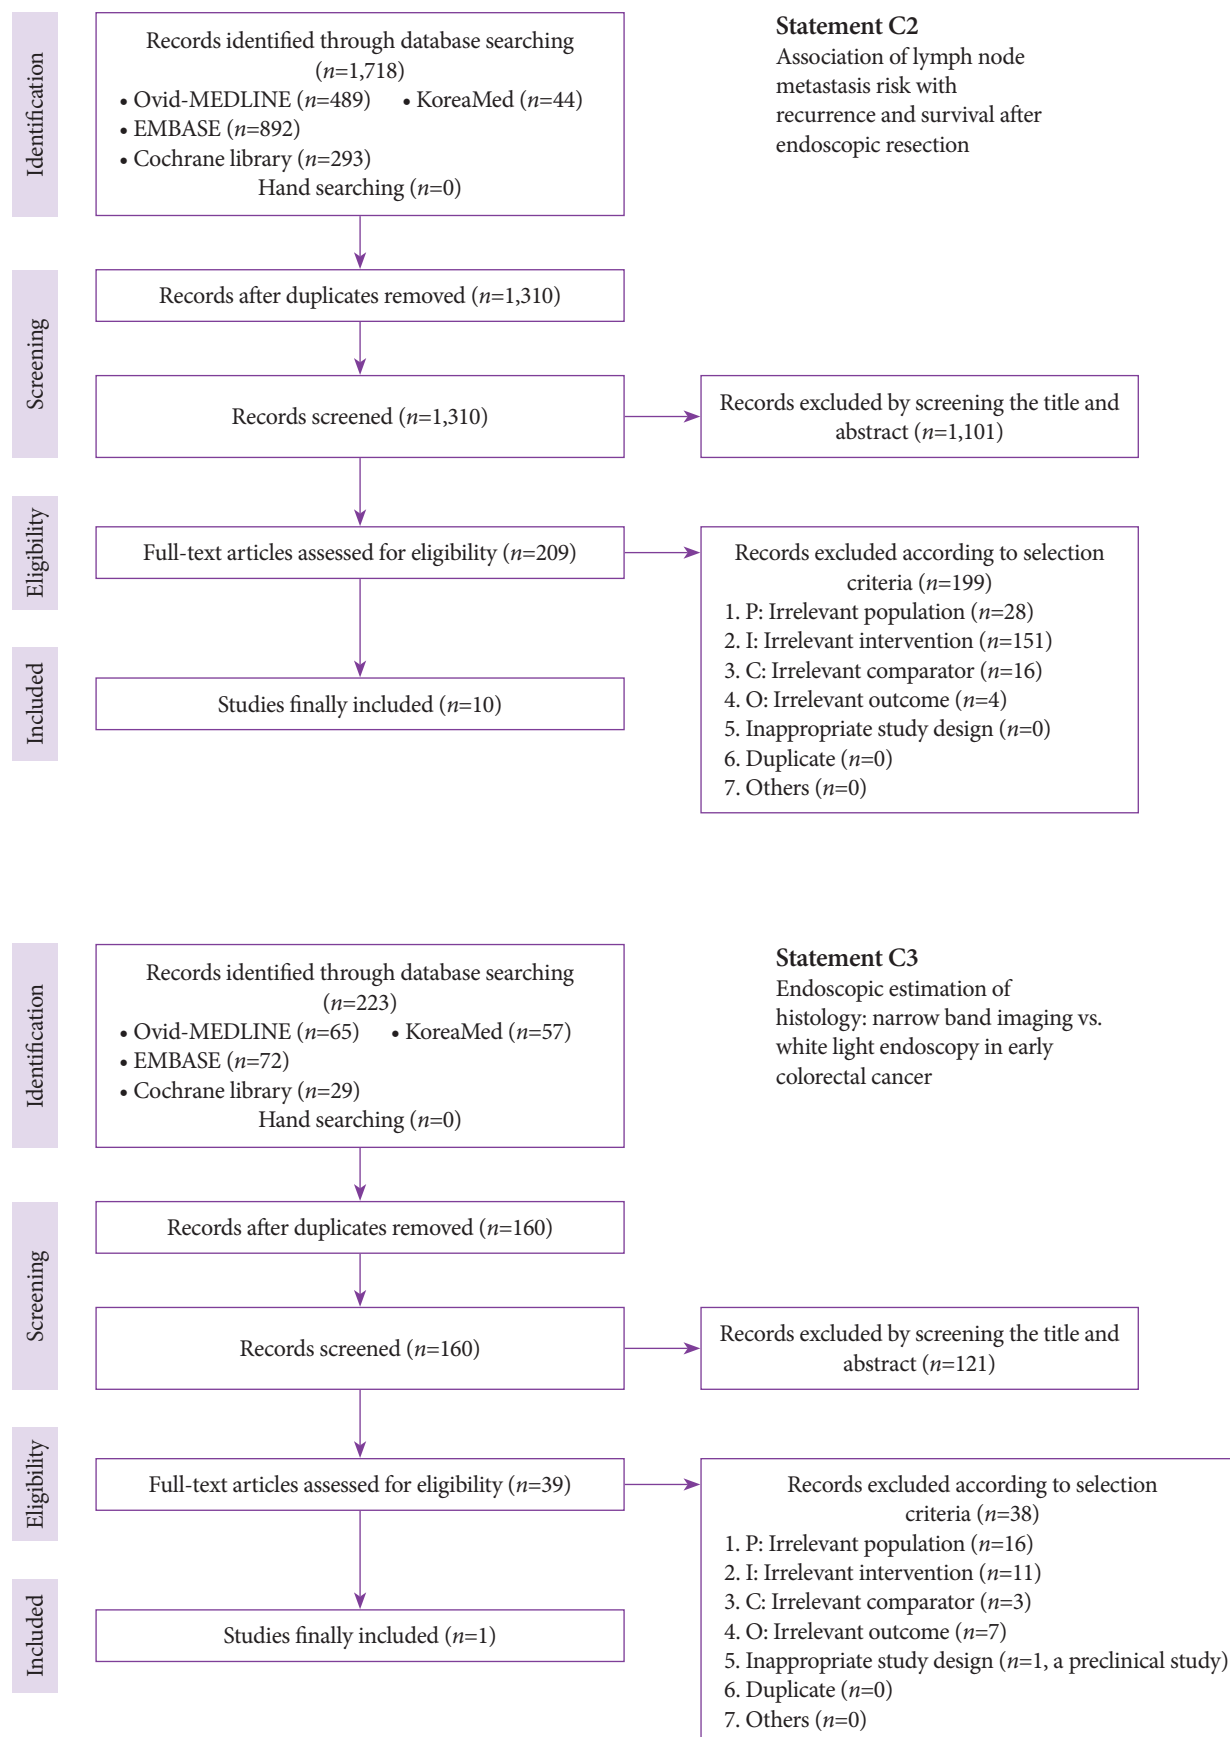 Identification
Records identified through database searching
(n=1,718)
• Ovid-MEDLINE (n=489) • KoreaMed (n=44)
• EMBASE (n=892)
• Cochrane library (n=293)
Hand searching (n=0)
Statement C2
Association of lymph node
metastasis risk with
recurrence and survival after
endoscopic resection
Screening
Records after duplicates removed (n=1,310)
Records screened (n=1,310)
Records excluded by screening the title and
abstract (n=1,101)
Eligibility
Full-text articles assessed for eligibility (n=209)
Records excluded according to selection
criteria (n=199)
1. P: Irrelevant population (n=28)
2. I: Irrelevant intervention (n=151)
3. C: Irrelevant comparator (n=16)
4. O: Irrelevant outcome (n=4)
5. Inappropriate study design (n=0)
6. Duplicate (n=0)
7. Others (n=0)
Included
Studies finally included (n=10)
Identification
Records identified through database searching
(n=223)
• Ovid-MEDLINE (n=65) • KoreaMed (n=57)
• EMBASE (n=72)
• Cochrane library (n=29)
Hand searching (n=0)
Statement C3
Endoscopic estimation of
histology: narrow band imaging vs.
white light endoscopy in early
colorectal cancer
Screening
Records after duplicates removed (n=160)
Records screened (n=160)
Records excluded by screening the title and
abstract (n=121)
Eligibility
Full-text articles assessed for eligibility (n=39)
Records excluded according to selection
criteria (n=38)
1. P: Irrelevant population (n=16)
2. I: Irrelevant intervention (n=11)
3. C: Irrelevant comparator (n=3)
4. O: Irrelevant outcome (n=7)
5. Inappropriate study design (n=1, a preclinical study)
6. Duplicate (n=0)
7. Others (n=0)
Included
Studies finally included (n=1)